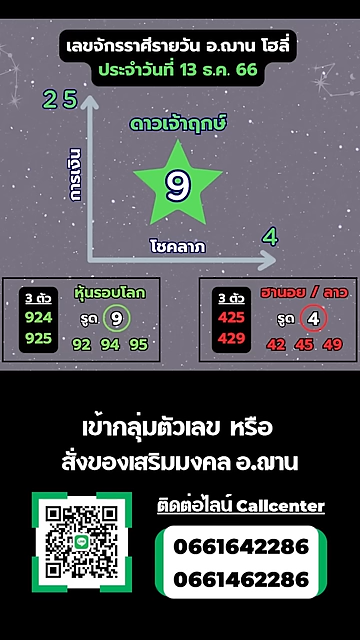 เลขจักรราศีรายวัน อ.ฌาน โฮลี่
ประจำวันที่ 13 ธ.ค. 66
2 5
ดาวเจ้าฤกษ์
การเงิน
9
โชคลาภ
4
3 ตัว
924
925
หุ้นรอบโลก
รูด 9
92 94 95
3 ตัว
425
429
ฮานอย / ลาว
รูด 4
42 45 49
เข้ากลุ่มตัวเลข หรือ
สั่งของเสริมมงคล อ.ฌาน
ติดต่อไลน์ Callcenter
0661642286
0661462286